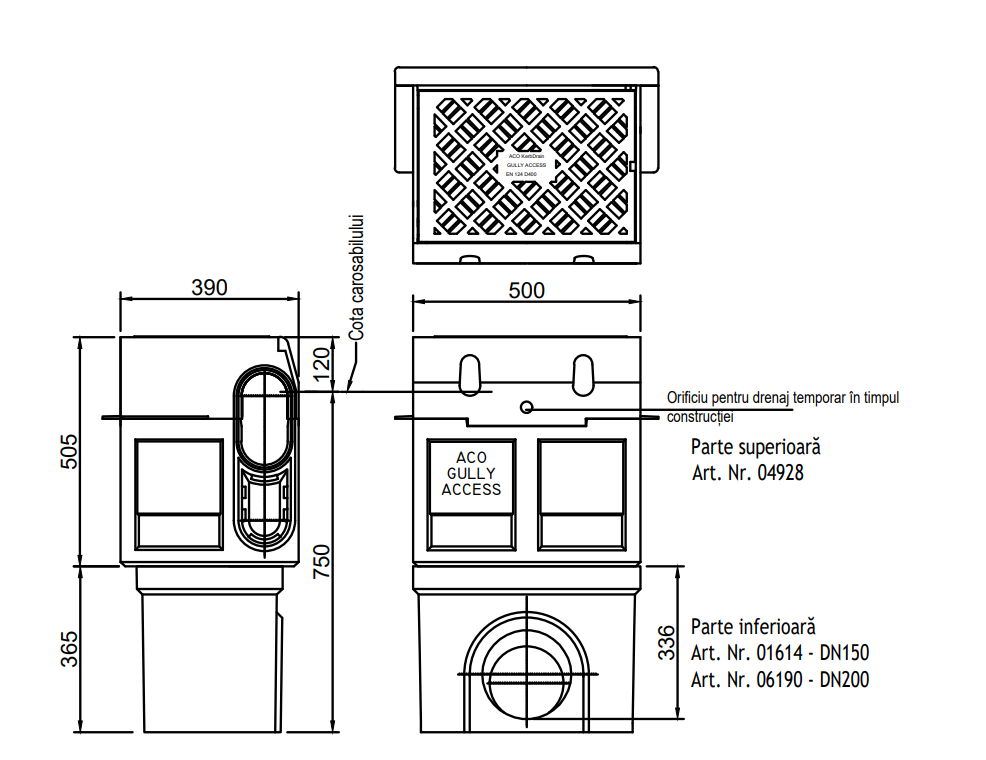 ACO KerbDrain
GULLY ACCESS
EN 124 D400
390
Cota carosabilului
500
120
505
750
365
Orificiu pentru drenaj temporar în timpul
construcției
Parte superioară
Art. Nr. 04928
ACO
GULLY
ACCESS
336
Parte inferioară
Art. Nr. 01614 - DN150
Art. Nr. 06190 - DN200